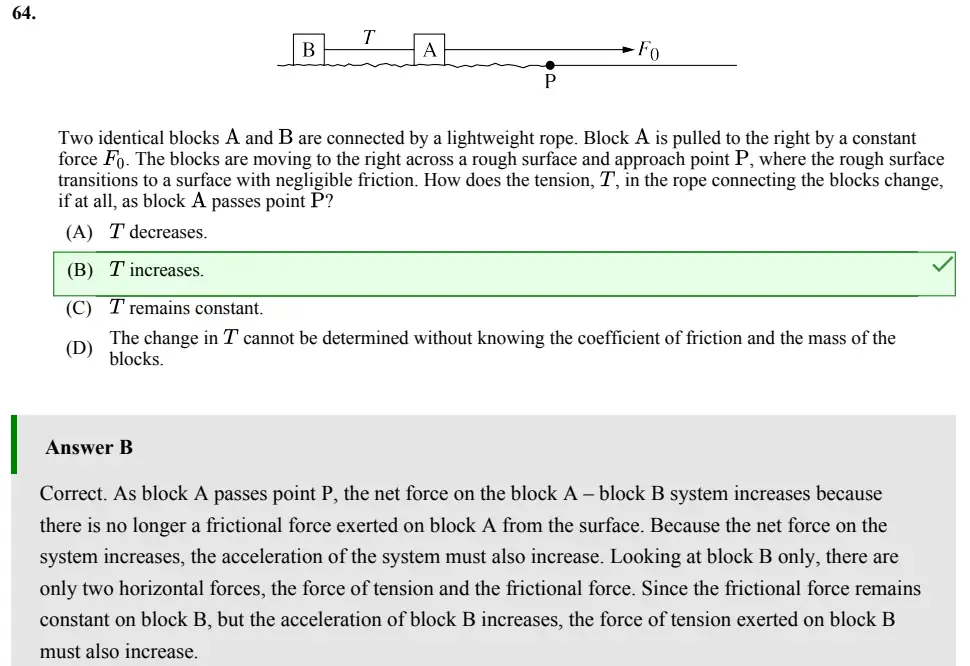 64.
B T A F₀
P
Two identical blocks A and B are connected by a lightweight rope. Block A is pulled to the right by a constant
force F₀. The blocks are moving to the right across a rough surface and approach point P, where the rough surface
transitions to a surface with negligible friction. How does the tension, T, in the rope connecting the blocks change,
if at all, as block A passes point P?
(A) T decreases.
(B) T increases.
(C) T remains constant.
(D) The change in T cannot be determined without knowing the coefficient of friction and the mass of the
blocks.
Answer B
Correct. As block A passes point P, the net force on the block A – block B system increases because
there is no longer a frictional force exerted on block A from the surface. Because the net force on the
system increases, the acceleration of the system must also increase. Looking at block B only, there are
only two horizontal forces, the force of tension and the frictional force. Since the frictional force remains
constant on block B, but the acceleration of block B increases, the force of tension exerted on block B
must also increase.